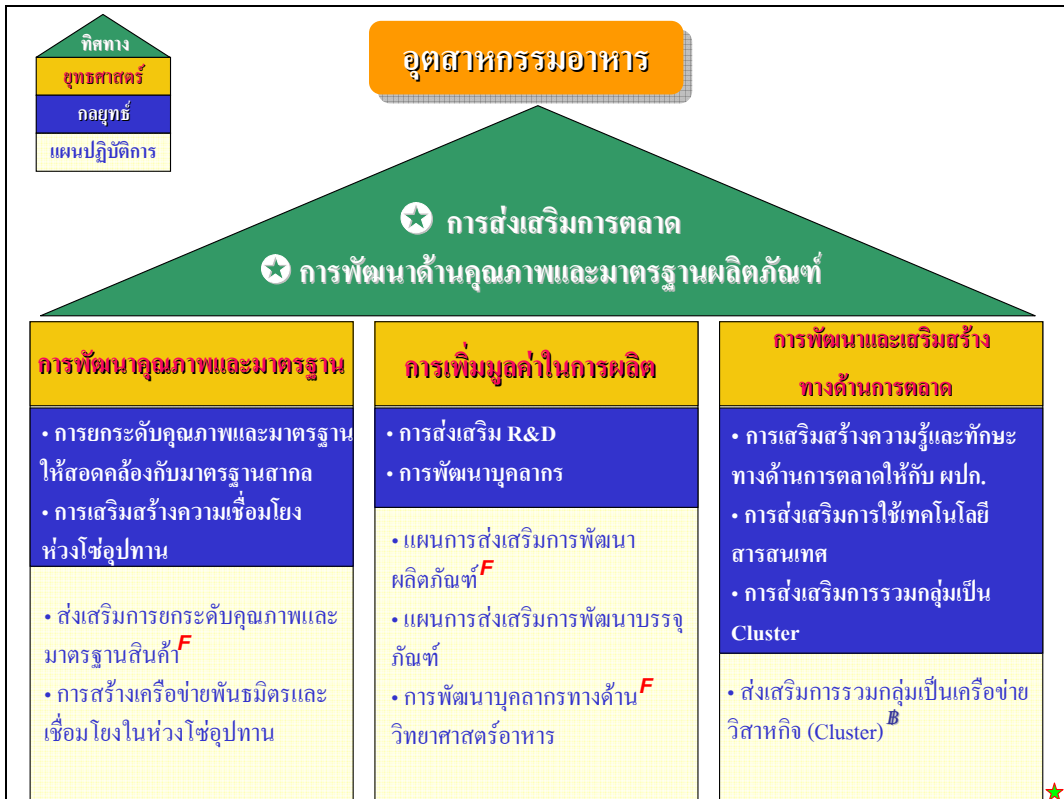 ทิศทาง
ยุทธศาสตร์
กลยุทธ์
แผนปฏิบัติการ
อุตสาหกรรมอาหาร
การส่งเสริมการตลาด
การพัฒนาด้านคุณภาพและมาตรฐานผลิตภัณฑ์
การพัฒนาคุณภาพและมาตรฐาน
• การยกระดับคุณภาพและมาตรฐาน
ให้สอดคล้องกับมาตรฐานสากล
• การเสริมสร้างความเชื่อมโยง
ห่วงโซ่อุปทาน
• ส่งเสริมการยกระดับคุณภาพและ
มาตรฐานสินค้า F
• การสร้างเครือข่ายพันธมิตรและ
เชื่อมโยงในห่วงโซ่อุปทาน
การเพิ่มมูลค่าในการผลิต
• การส่งเสริม R&D
• การพัฒนาบุคลากร
• แผนการส่งเสริมการพัฒนา
ผลิตภัณฑ์ F
• แผนการส่งเสริมการพัฒนาบรรจุ
ภัณฑ์
• การพัฒนาบุคลากรทางด้าน F
วิทยาศาสตร์อาหาร
การพัฒนาและเสริมสร้าง
ทางด้านการตลาด
• การเสริมสร้างความรู้และทักษะ
ทางด้านการตลาดให้กับ ผปก.
• การส่งเสริมการใช้เทคโนโลยี
สารสนเทศ
• การส่งเสริมการรวมกลุ่มเป็น
Cluster
• ส่งเสริมการรวมกลุ่มเป็นเครือข่าย
วิสาหกิจ (Cluster) B